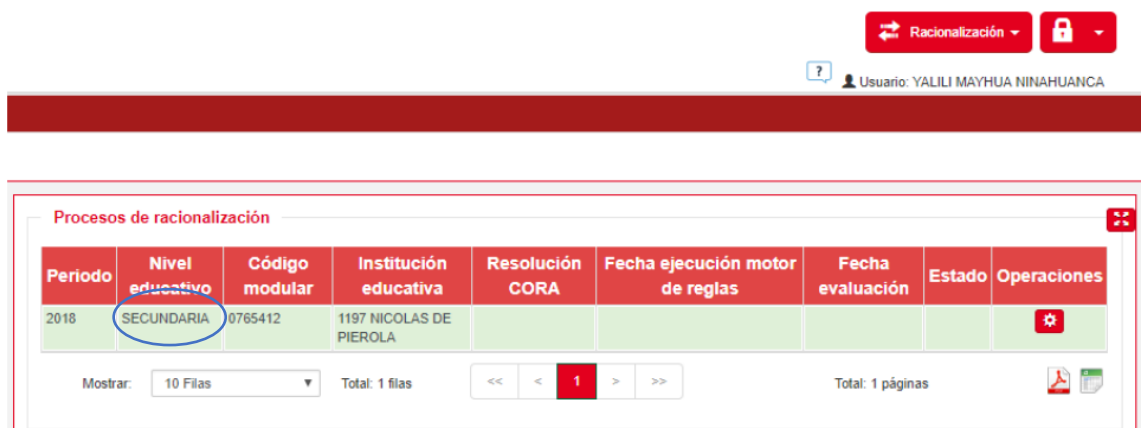 Racionalización
?
Usuario: YALILI MAYHUA NINAHUANCA
Procesos de racionalización
Periodo Nivel educativo Código modular Institución educativa Resolución CORA Fecha ejecución motor de reglas Fecha evaluación Estado Operaciones
2018 SECUNDARIA 0765412 1197 NICOLAS DE PIEROLA
Mostrar: 10 Filas Total: 1 filas << < 1 > >> Total: 1 páginas